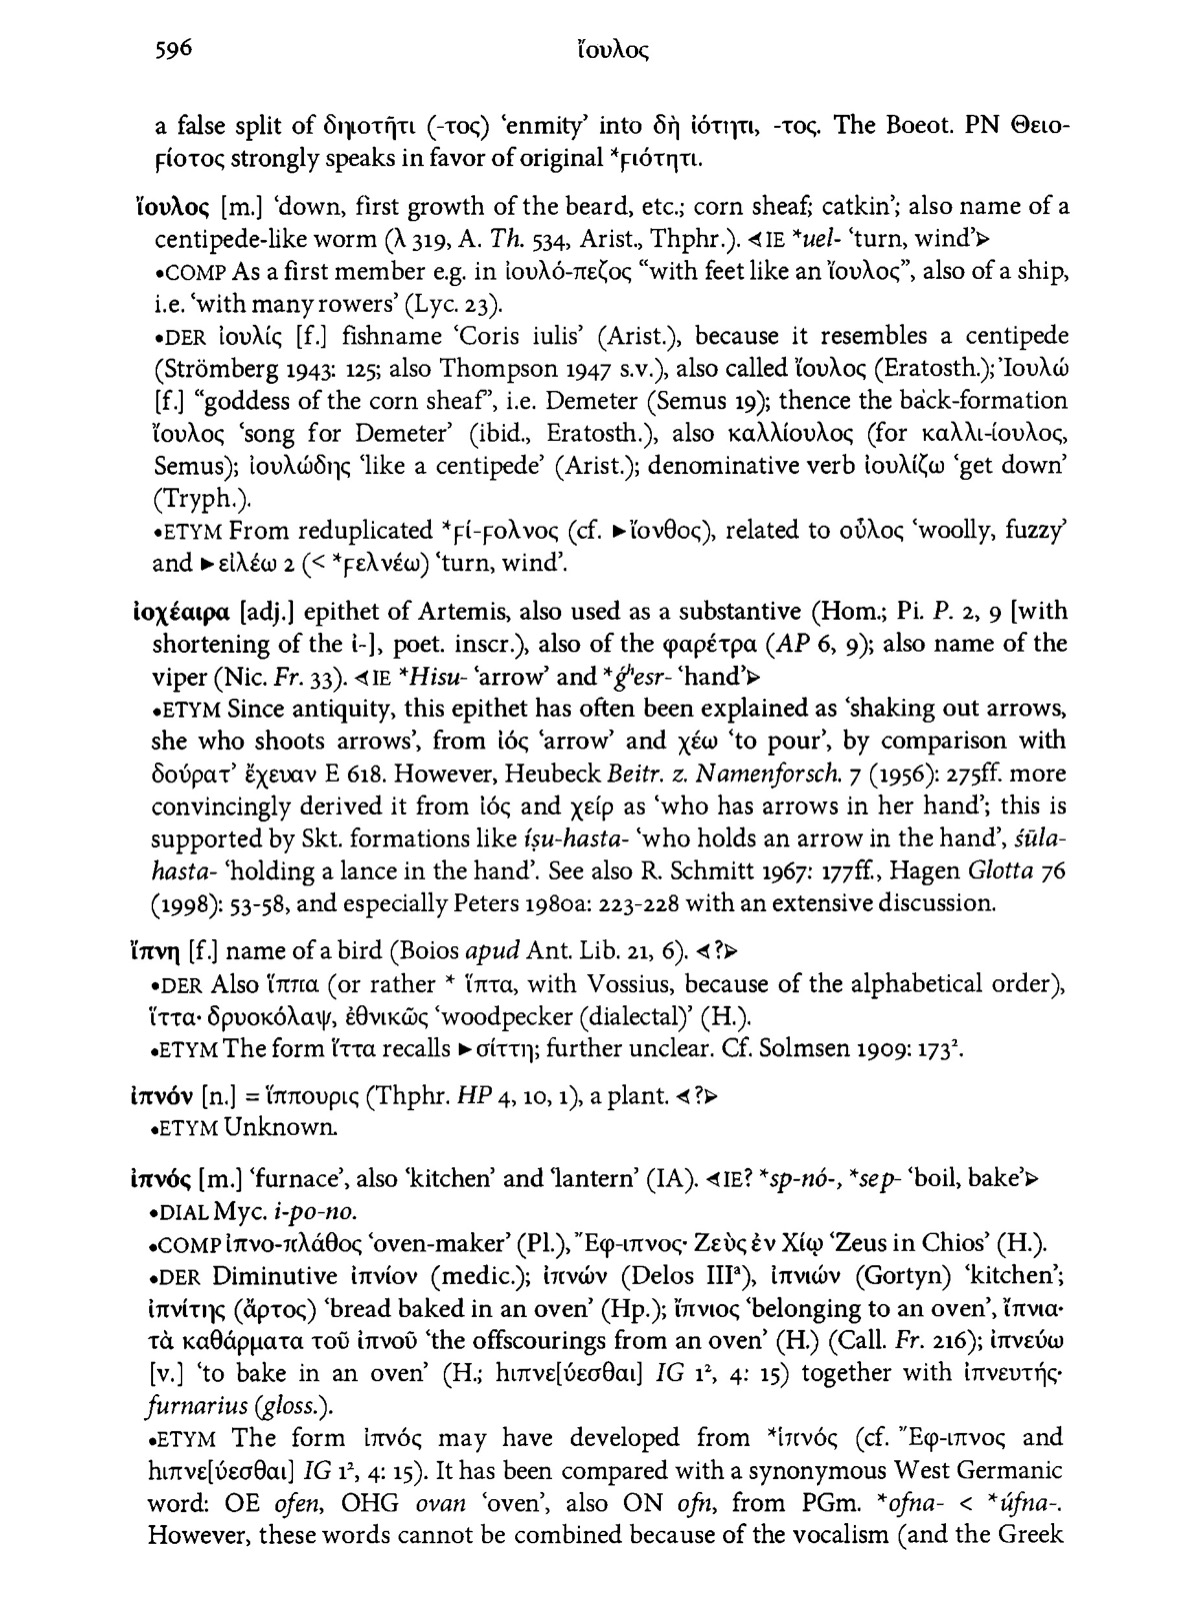 596 ἴουλος
a false split of δηιοτῆτι (-τος) ‘enmity’ into δὴ ἰότητι, -τος. The Boeot. PN Θειο-
ϝίοτος strongly speaks in favor of original *ϝιότητι.
ἴουλος [m.] ‘down, first growth of the beard, etc.; corn sheaf; catkin’; also name of a
centipede-like worm (λ 319, A. Th. 534, Arist., Thphr.). ⋖IE *uel- ‘turn, wind’⋗
•COMP As a first member e.g. in ἰουλό-πεζος “with feet like an ἴουλος”, also of a ship,
i.e. ‘with many rowers’ (Lyc. 23).
•DER ἰουλίς [f.] fishname ‘Coris iulis’ (Arist.), because it resembles a centipede
(Strömberg 1943: 125; also Thompson 1947 s.v.), also called ἴουλος (Eratosth.); Ἰουλώ
[f.] “goddess of the corn sheaf”, i.e. Demeter (Semus 19); thence the back-formation
ἴουλος ‘song for Demeter’ (ibid., Eratosth.), also καλλίουλος (for καλλι-ίουλος,
Semus); ἰουλώδης ‘like a centipede’ (Arist.); denominative verb ἰουλίζω ‘get down’
(Tryph.).
•ETYM From reduplicated *ϝί-ϝολνος (cf. ►ἴονθος), related to οὖλος ‘woolly, fuzzy’
and ►εἰλέω 2 (< *ϝελνέω) ‘turn, wind’.
ἰοχέαιρα [adj.] epithet of Artemis, also used as a substantive (Hom.; Pi. P. 2, 9 [with
shortening of the ἰ-], poet. inscr.), also of the φαρέτρα (AP 6, 9); also name of the
viper (Nic. Fr. 33). ⋖IE *Hisu- ‘arrow’ and *ǵʰesr- ‘hand’⋗
•ETYM Since antiquity, this epithet has often been explained as ‘shaking out arrows,
she who shoots arrows’, from ἰός ‘arrow’ and χέω ‘to pour’, by comparison with
δούρατ’ ἔχευαν Ε 618. However, Heubeck Beitr. z. Namenforsch. 7 (1956): 275ff. more
convincingly derived it from ἰός and χείρ as ‘who has arrows in her hand’; this is
supported by Skt. formations like íṣu-hasta- ‘who holds an arrow in the hand’, śūla-
hasta- ‘holding a lance in the hand’. See also R. Schmitt 1967: 177ff., Hagen Glotta 76
(1998): 53-58, and especially Peters 1980a: 223-228 with an extensive discussion.
ἴπνη [f.] name of a bird (Boios apud Ant. Lib. 21, 6). ⋖?⋗
•DER Also ἵππα (or rather * ἵπτα, with Vossius, because of the alphabetical order),
ἵττα· δρυοκόλαψ, ἐθνικῶς ‘woodpecker (dialectal)’ (H.).
•ETYM The form ἵττα recalls ►σίττη; further unclear. Cf. Solmsen 1909: 173².
ἰπνόν [n.] = ἵππουρις (Thphr. HP 4, 10, 1), a plant. ⋖?⋗
•ETYM Unknown.
ἰπνός [m.] ‘furnace’, also ‘kitchen’ and ‘lantern’ (IA). ⋖IE? *sp-nó-, *sep- ‘boil, bake’⋗
•DIAL Myc. i-po-no.
•COMP ἰπνο-πλάθος ‘oven-maker’ (Pl.), Ἔφ-ιπνος· Ζεὺς ἐν Χίῳ ‘Zeus in Chios’ (H.).
•DER Diminutive ἰπνίον (medic.); ἰπνών (Delos IIIᵃ), ἰπνιών (Gortyn) ‘kitchen’;
ἰπνίτης (ἄρτος) ‘bread baked in an oven’ (Hp.); ἴπνιος ‘belonging to an oven’, ἴπνια·
τὰ καθάρματα τοῦ ἰπνοῦ ‘the offscourings from an oven’ (H.) (Call. Fr. 216); ἰπνεύω
[v.] ‘to bake in an oven’ (H.; hιπνε[ύεσθαι] IG 1², 4: 15) together with ἰπνευτής·
furnarius (gloss.).
•ETYM The form ἰπνός may have developed from *ἱπνός (cf. Ἔφ-ιπνος and
hιπνε[ύεσθαι] IG 1², 4: 15). It has been compared with a synonymous West Germanic
word: OE ofen, OHG ovan ‘oven’, also ON ofn, from PGm. *ofna- < *úfna-.
However, these words cannot be combined because of the vocalism (and the Greek